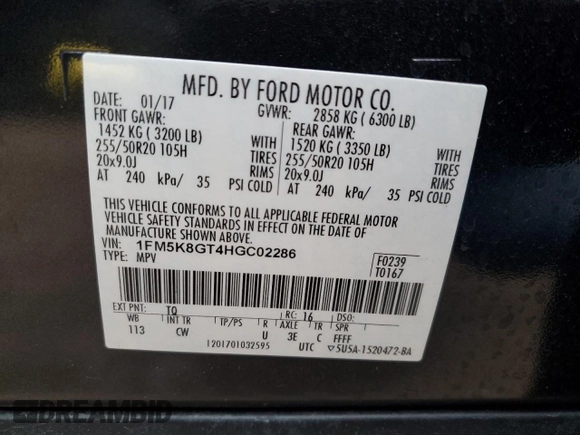 MFD. BY FORD MOTOR CO.
DATE: 01/17 GVWR: 2858 KG ( 6300 LB)
FRONT GAWR: REAR GAWR:
1452 KG ( 3200 LB) WITH 1520 KG ( 3350 LB) WITH
255/50R20 105H TIRES 255/50R20 105H TIRES
20x9.0J RIMS 20x9.0J RIMS
AT 240 kPa/ 35 PSI COLD AT 240 kPa/ 35 PSI COLD
THIS VEHICLE CONFORMS TO ALL APPLICABLE FEDERAL MOTOR
VEHICLE SAFETY STANDARDS IN EFFECT ON THE DATE OF
MANUFACTURE SHOWN ABOVE.
VIN: 1FM5K8GT4HGC02286 F0239
TYPE: MPV T0167
EXT PNT: TQ RC: 16 DSO:
WB INT TR TP/PS R AXLE TR SPR
113 CW U 3E C FFFF
1201701032595 UTC ▽5U5A-1520472-BA
DREAMBID